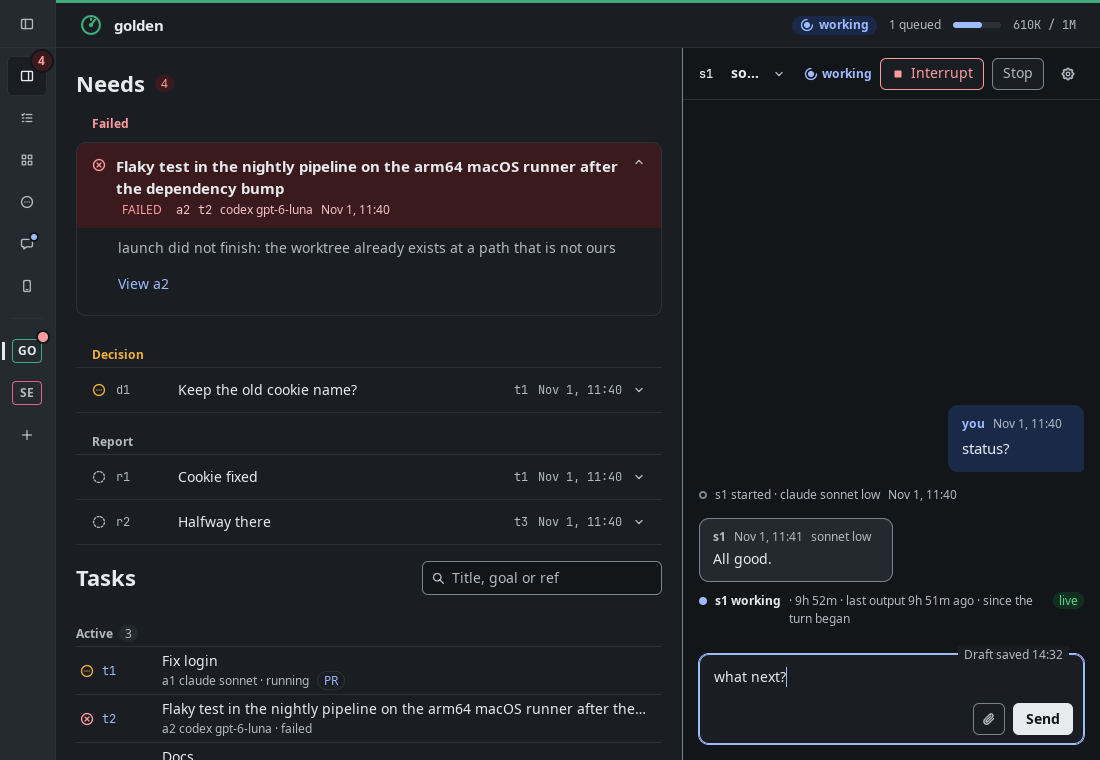 golden
working
1 queued
610K / 1M
4
GO
SE
Needs 4
Failed
Flaky test in the nightly pipeline on the arm64 macOS runner after
the dependency bump
FAILED a2 t2 codex gpt-6-luna Nov 1, 11:40
launch did not finish: the worktree already exists at a path that is not ours
View a2
Decision
d1 Keep the old cookie name? t1 Nov 1, 11:40
Report
r1 Cookie fixed t1 Nov 1, 11:40
r2 Halfway there t3 Nov 1, 11:40
Tasks
Title, goal or ref
Active 3
t1 Fix login
a1 claude sonnet · running PR
t2 Flaky test in the nightly pipeline on the arm64 macOS runner after the...
a2 codex gpt-6-luna · failed
Docs
s1 so... working Interrupt Stop
you Nov 1, 11:40
status?
s1 started · claude sonnet low Nov 1, 11:40
s1 Nov 1, 11:41 sonnet low
All good.
s1 working · 9h 52m · last output 9h 51m ago · since the
turn began
live
Draft saved 14:32
what next?
Send